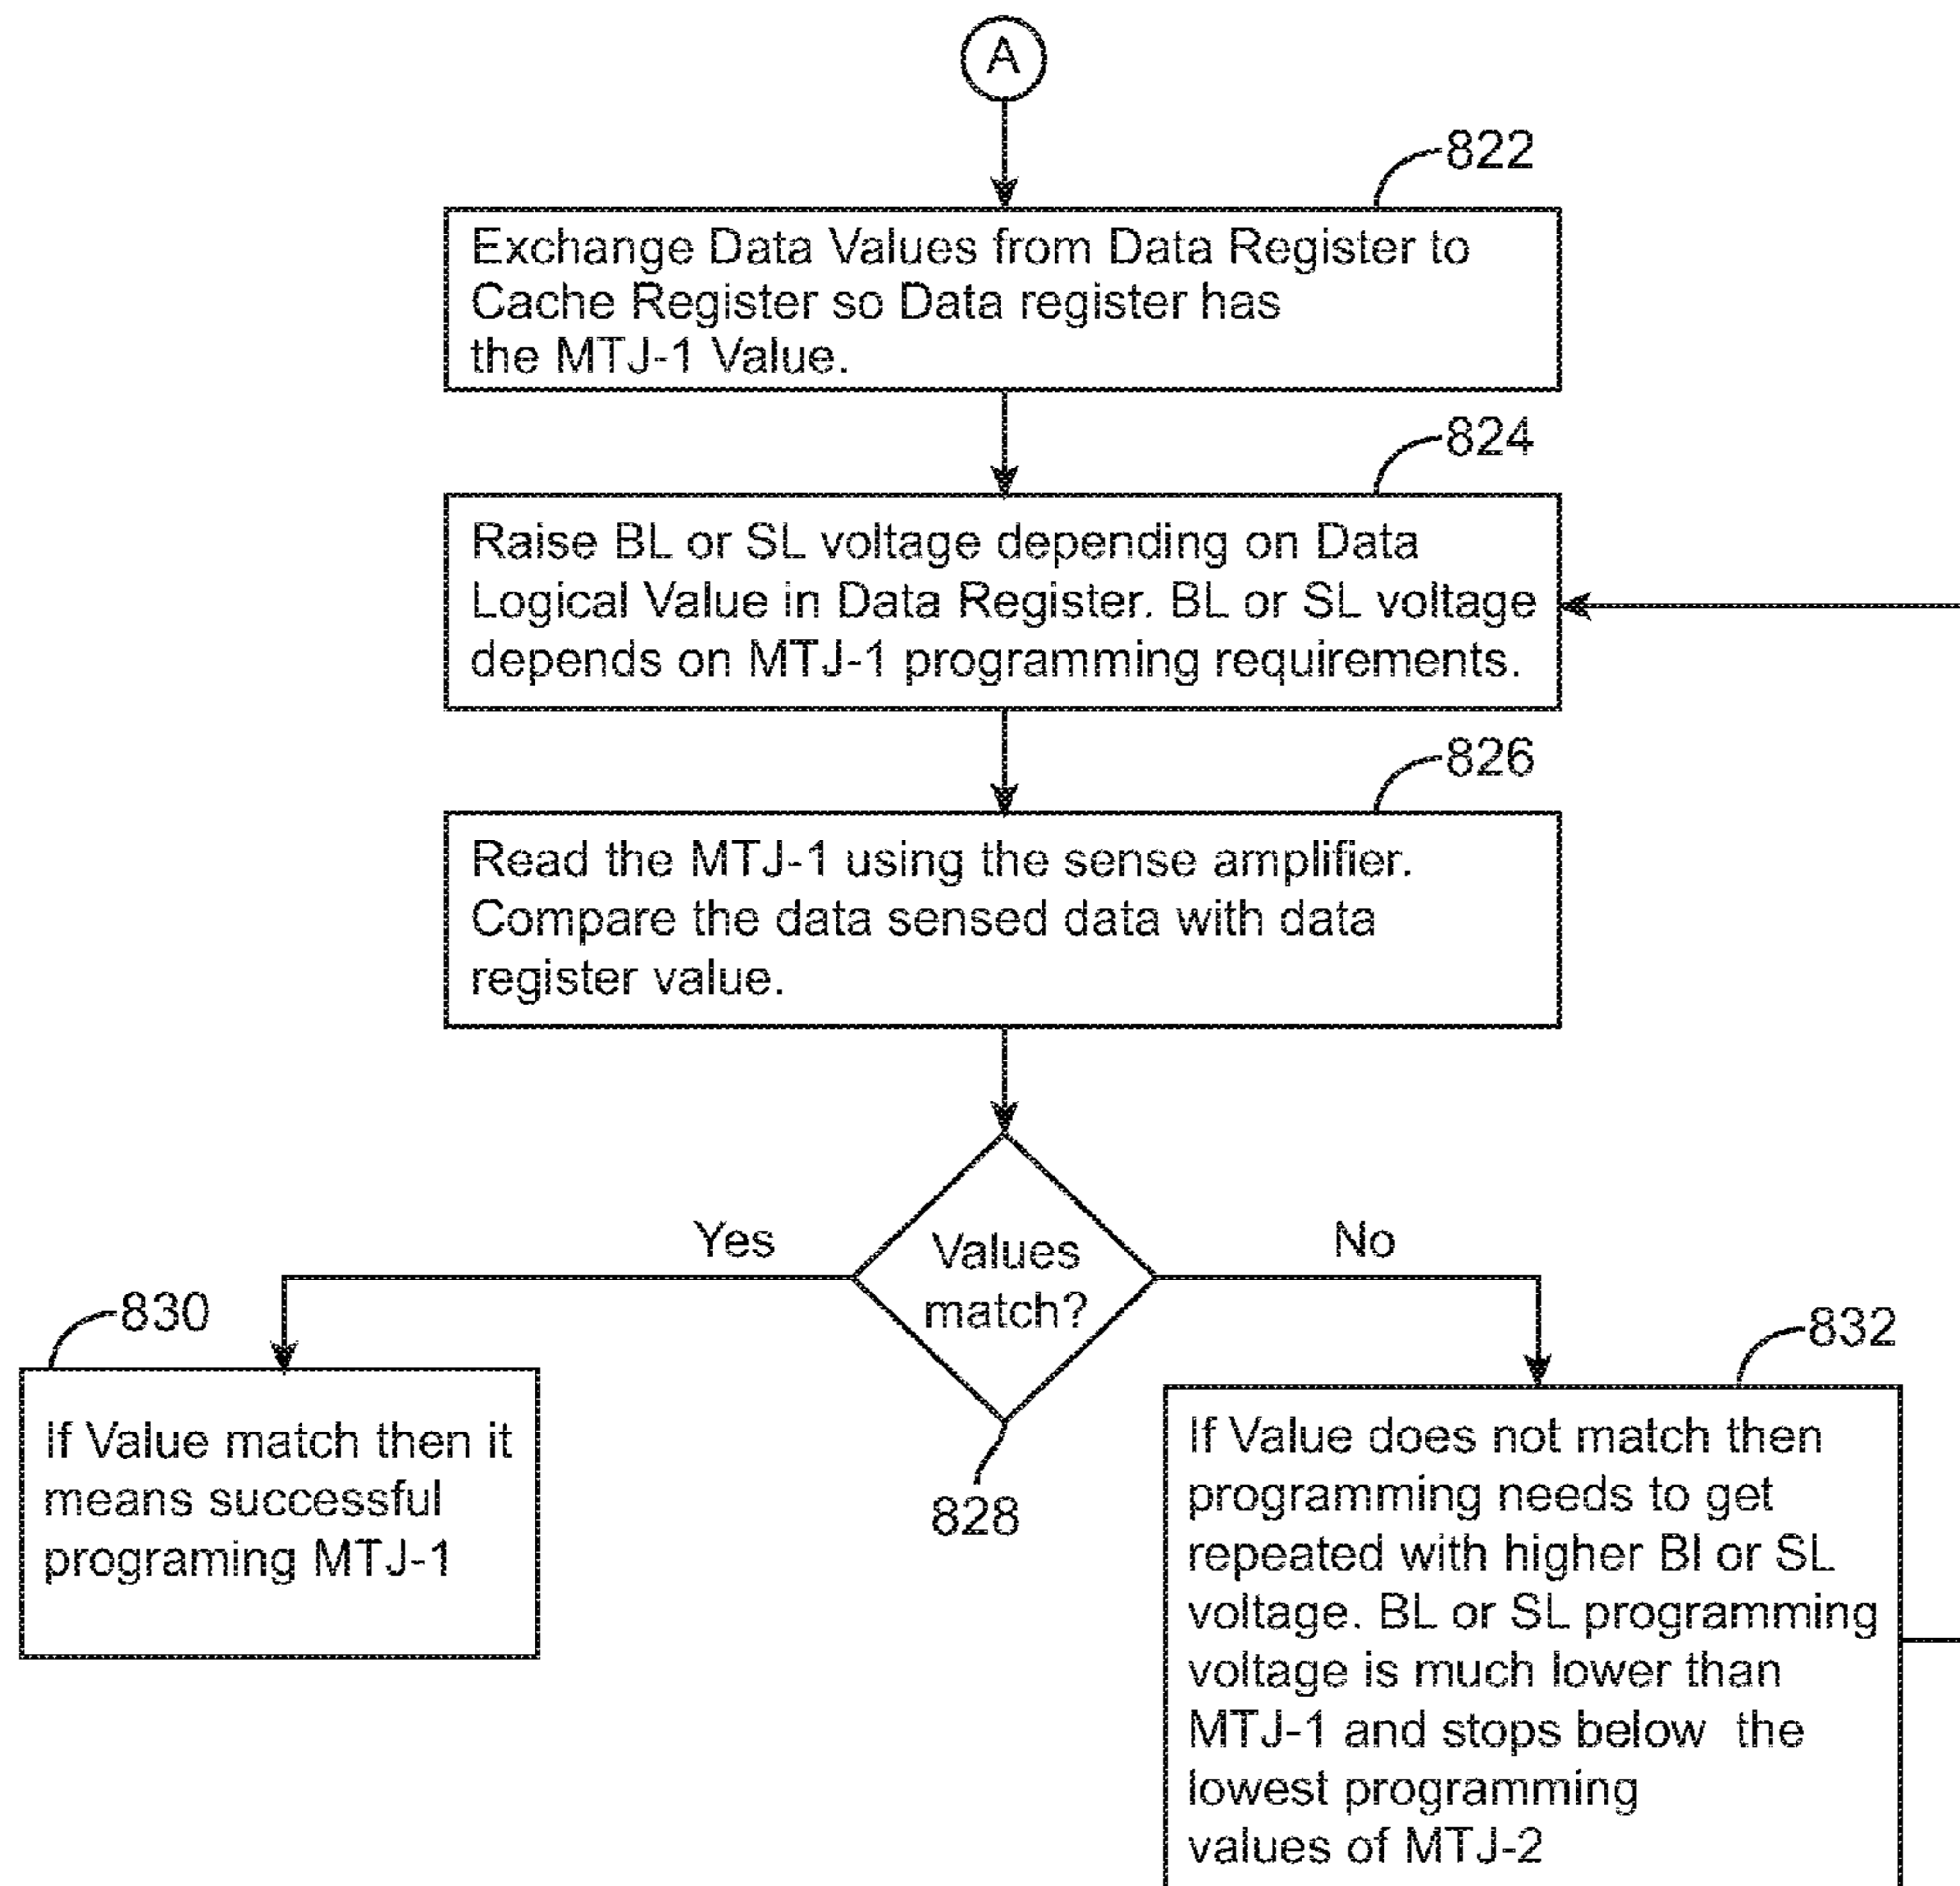 A
822
Exchange Data Values from Data Register to
Cache Register so Data register has
the MTJ-1 Value.
824
Raise BL or SL voltage depending on Data
Logical Value in Data Register. BL or SL voltage
depends on MTJ-1 programming requirements.
826
Read the MTJ-1 using the sense amplifier.
Compare the data sensed data with data
register value.
Yes
Values
match?
No
828
830
If Value match then it
means successful
programing MTJ-1
832
If Value does not match then
programming needs to get
repeated with higher Bl or SL
voltage. BL or SL programming
voltage is much lower than
MTJ-1 and stops below the
lowest programming
values of MTJ-2